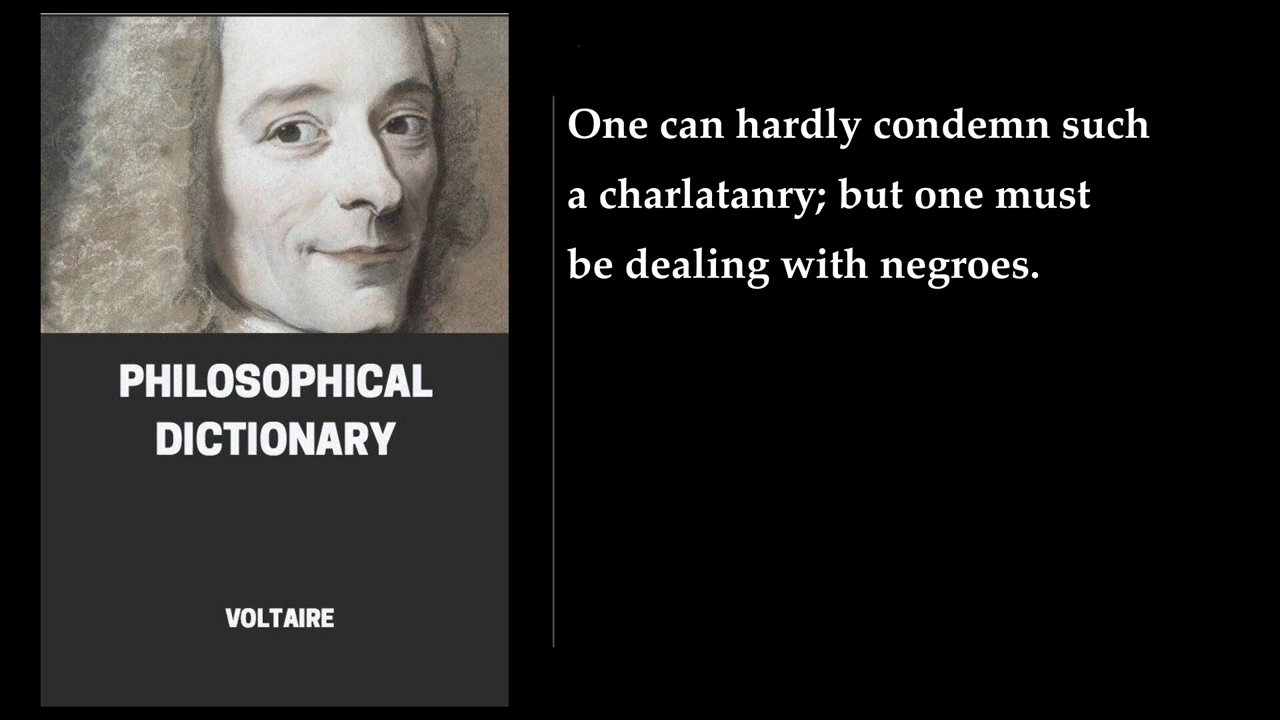 PHILOSOPHICAL
DICTIONARY
VOLTAIRE
One can hardly condemn such
a charlatanry; but one must
be dealing with negroes.